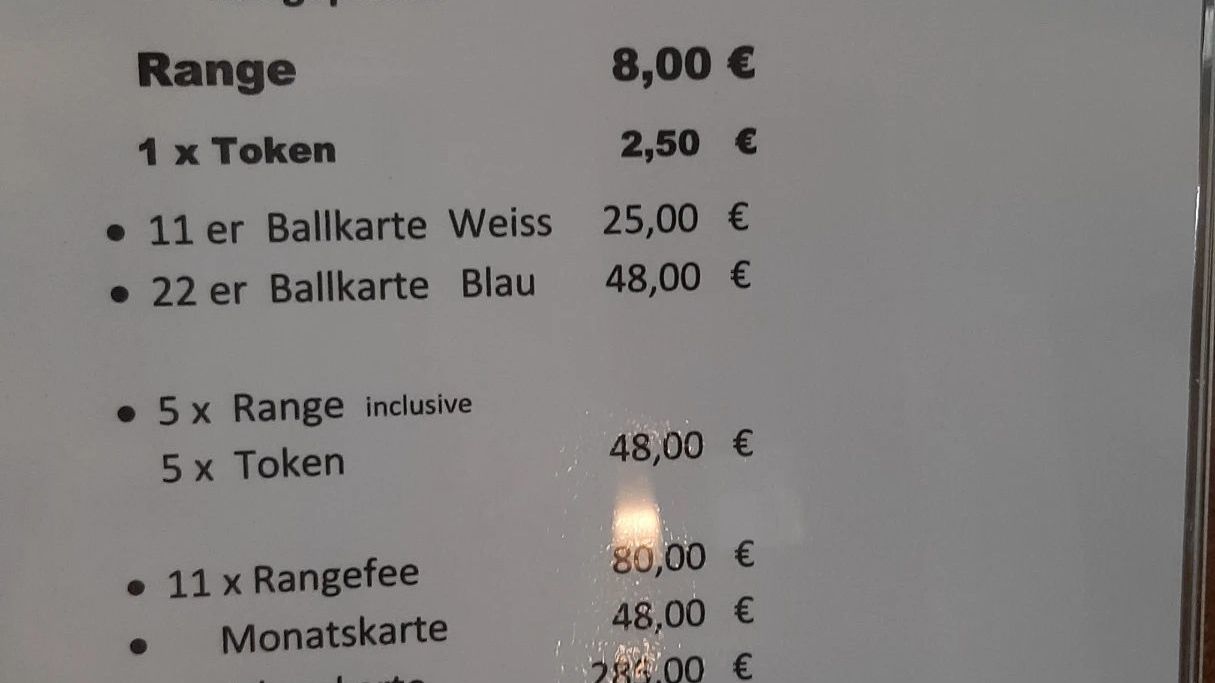 Range 8,00 €
1 x Token 2,50 €
• 11 er Ballkarte Weiss 25,00 €
• 22 er Ballkarte Blau 48,00 €
• 5 x Range inclusive
5 x Token 48,00 €
• 11 x Rangefee 80,00 €
• Monatskarte 48,00 €
€